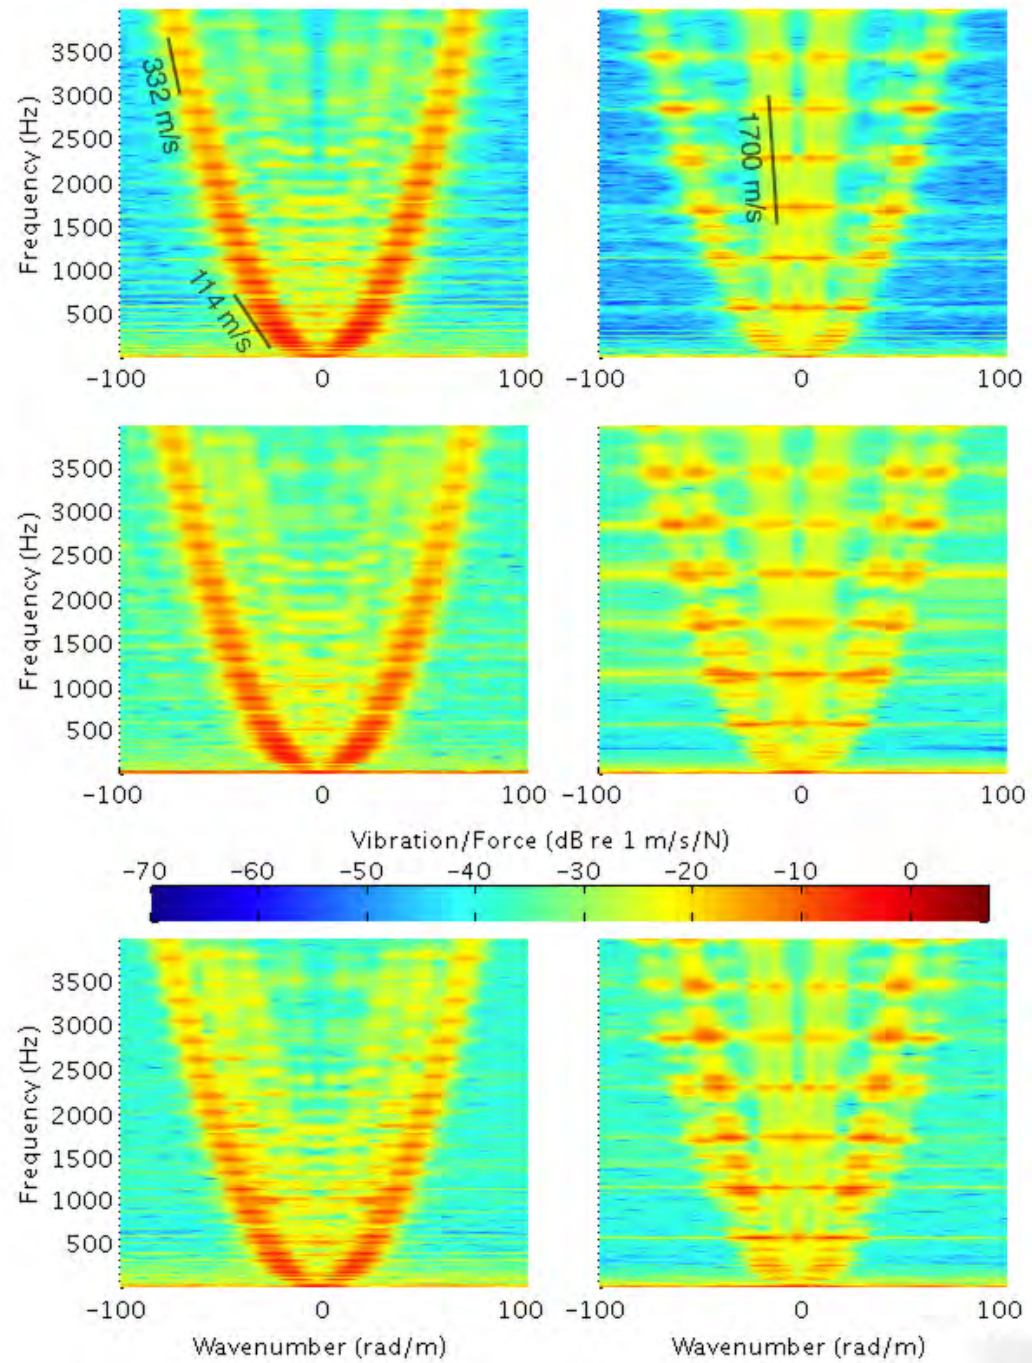 3500
3000
2500
2000
1500
1000
500
Frequency (Hz)
332 m/s
114 m/s
1700 m/s
−100 0 100 −100 0 100
3500
3000
2500
2000
1500
1000
500
Frequency (Hz)
−100 0 100 −100 0 100
Vibration/Force (dB re 1 m/s/N)
−70 −60 −50 −40 −30 −20 −10 0
3500
3000
2500
2000
1500
1000
500
Frequency (Hz)
−100 0 100 −100 0 100
Wavenumber (rad/m) Wavenumber (rad/m)